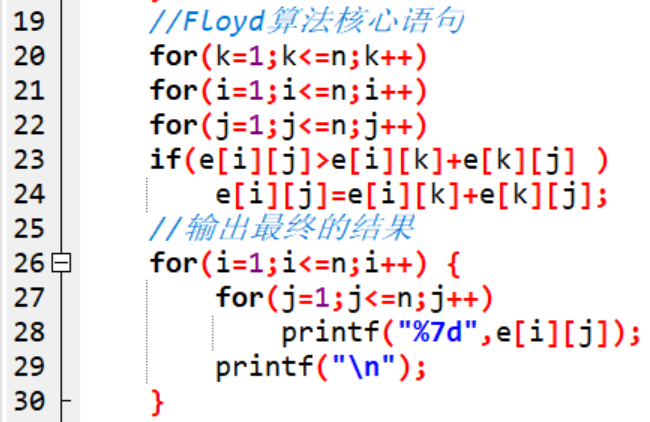 19 //Floyd算法核心语句
20 for(k=1;k<=n;k++)
21 for(i=1;i<=n;i++)
22 for(j=1;j<=n;j++)
23 if(e[i][j]>e[i][k]+e[k][j] )
24 e[i][j]=e[i][k]+e[k][j];
25 //输出最终的结果
26 for(i=1;i<=n;i++) {
27 for(j=1;j<=n;j++)
28 printf("%7d",e[i][j]);
29 printf("\n");
30 }